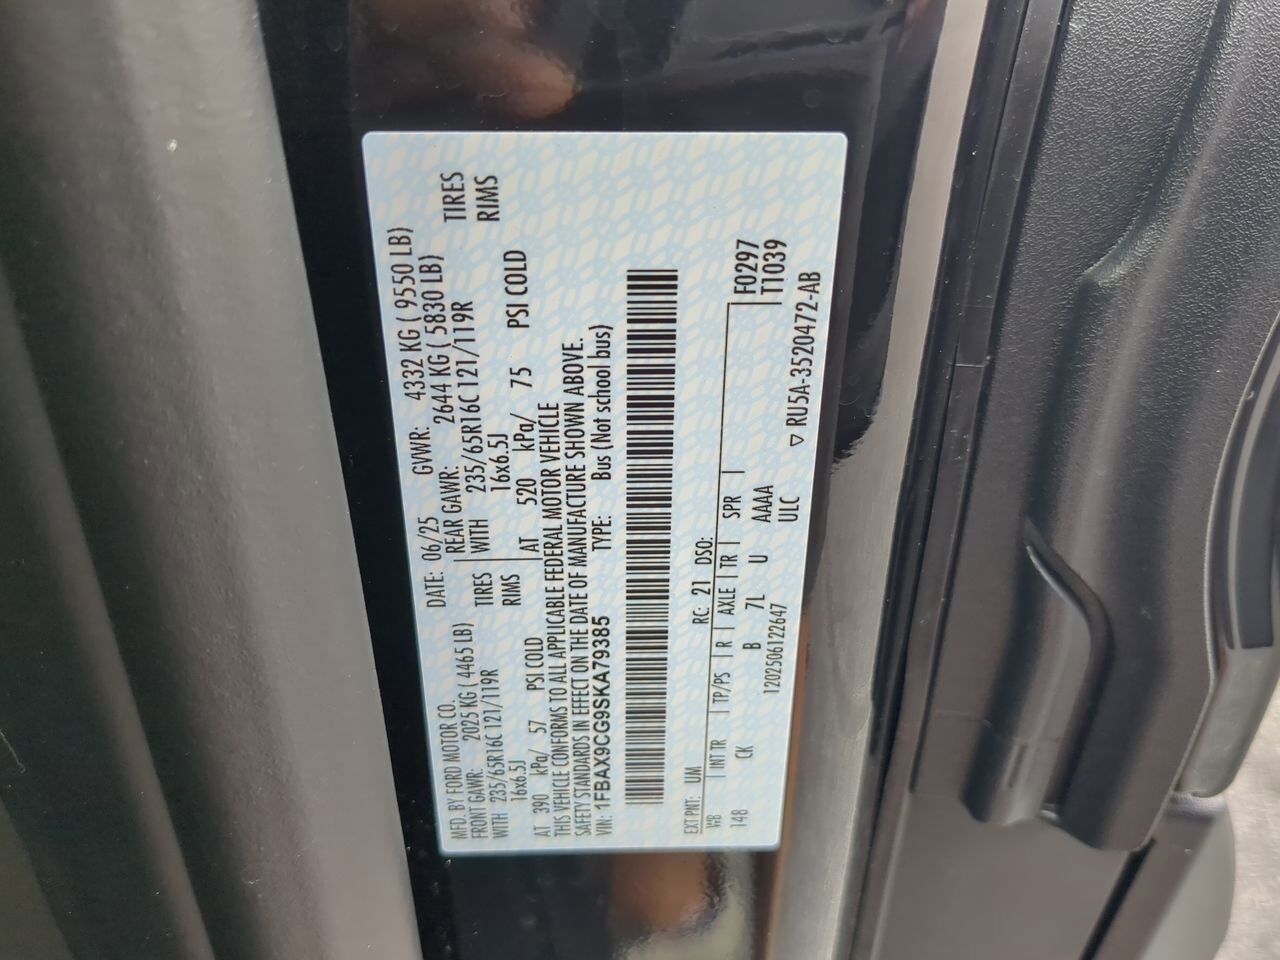 MFD. BY FORD MOTOR CO.
DATE: 06/25 GVWR: 4332 KG ( 9550 LB)
FRONT GAWR: 2025 KG ( 4465 LB) REAR GAWR: 2644 KG ( 5830 LB)
WITH 235/65R16C 121/119R TIRES WITH 235/65R16C 121/119R TIRES
16x6.5J RIMS 16x6.5J RIMS
AT 390 kPa/ 57 PSI COLD AT 520 kPa/ 75 PSI COLD
THIS VEHICLE CONFORMS TO ALL APPLICABLE FEDERAL MOTOR VEHICLE
SAFETY STANDARDS IN EFFECT ON THE DATE OF MANUFACTURE SHOWN ABOVE.
VIN: 1FBAX9CG9SKA79385 TYPE: Bus (Not school bus)
EXT PNT: UM RC: 21 DSO:
WB | INT TR | TP/PS | R | AXLE | TR | SPR | F0297
148 CK B 7L U AAAA T1039
ULC
1202506122647 ▽ RU5A-3520472-AB